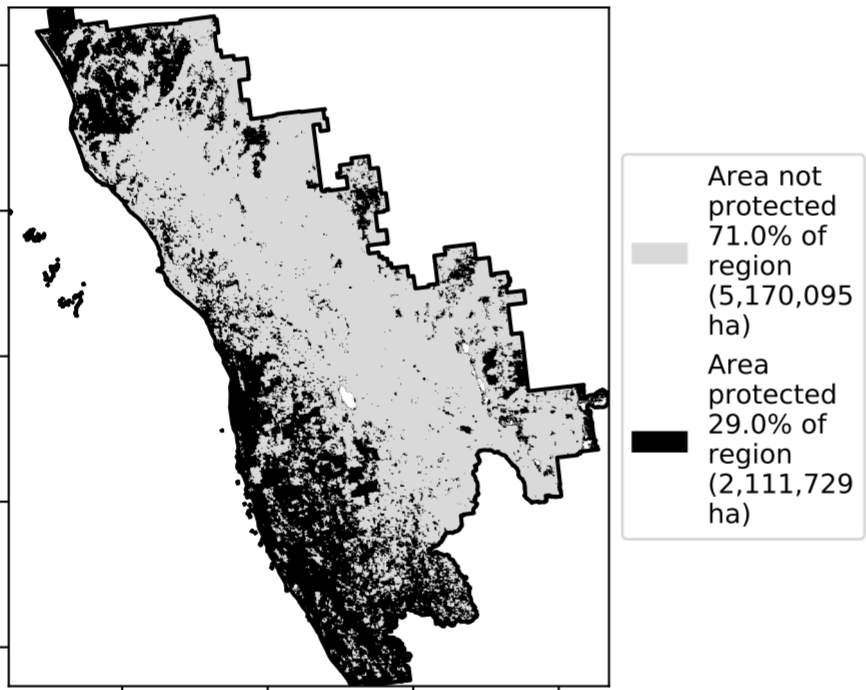 Area not
protected
71.0% of
region
(5,170,095
ha)
Area
protected
29.0% of
region
(2,111,729
ha)